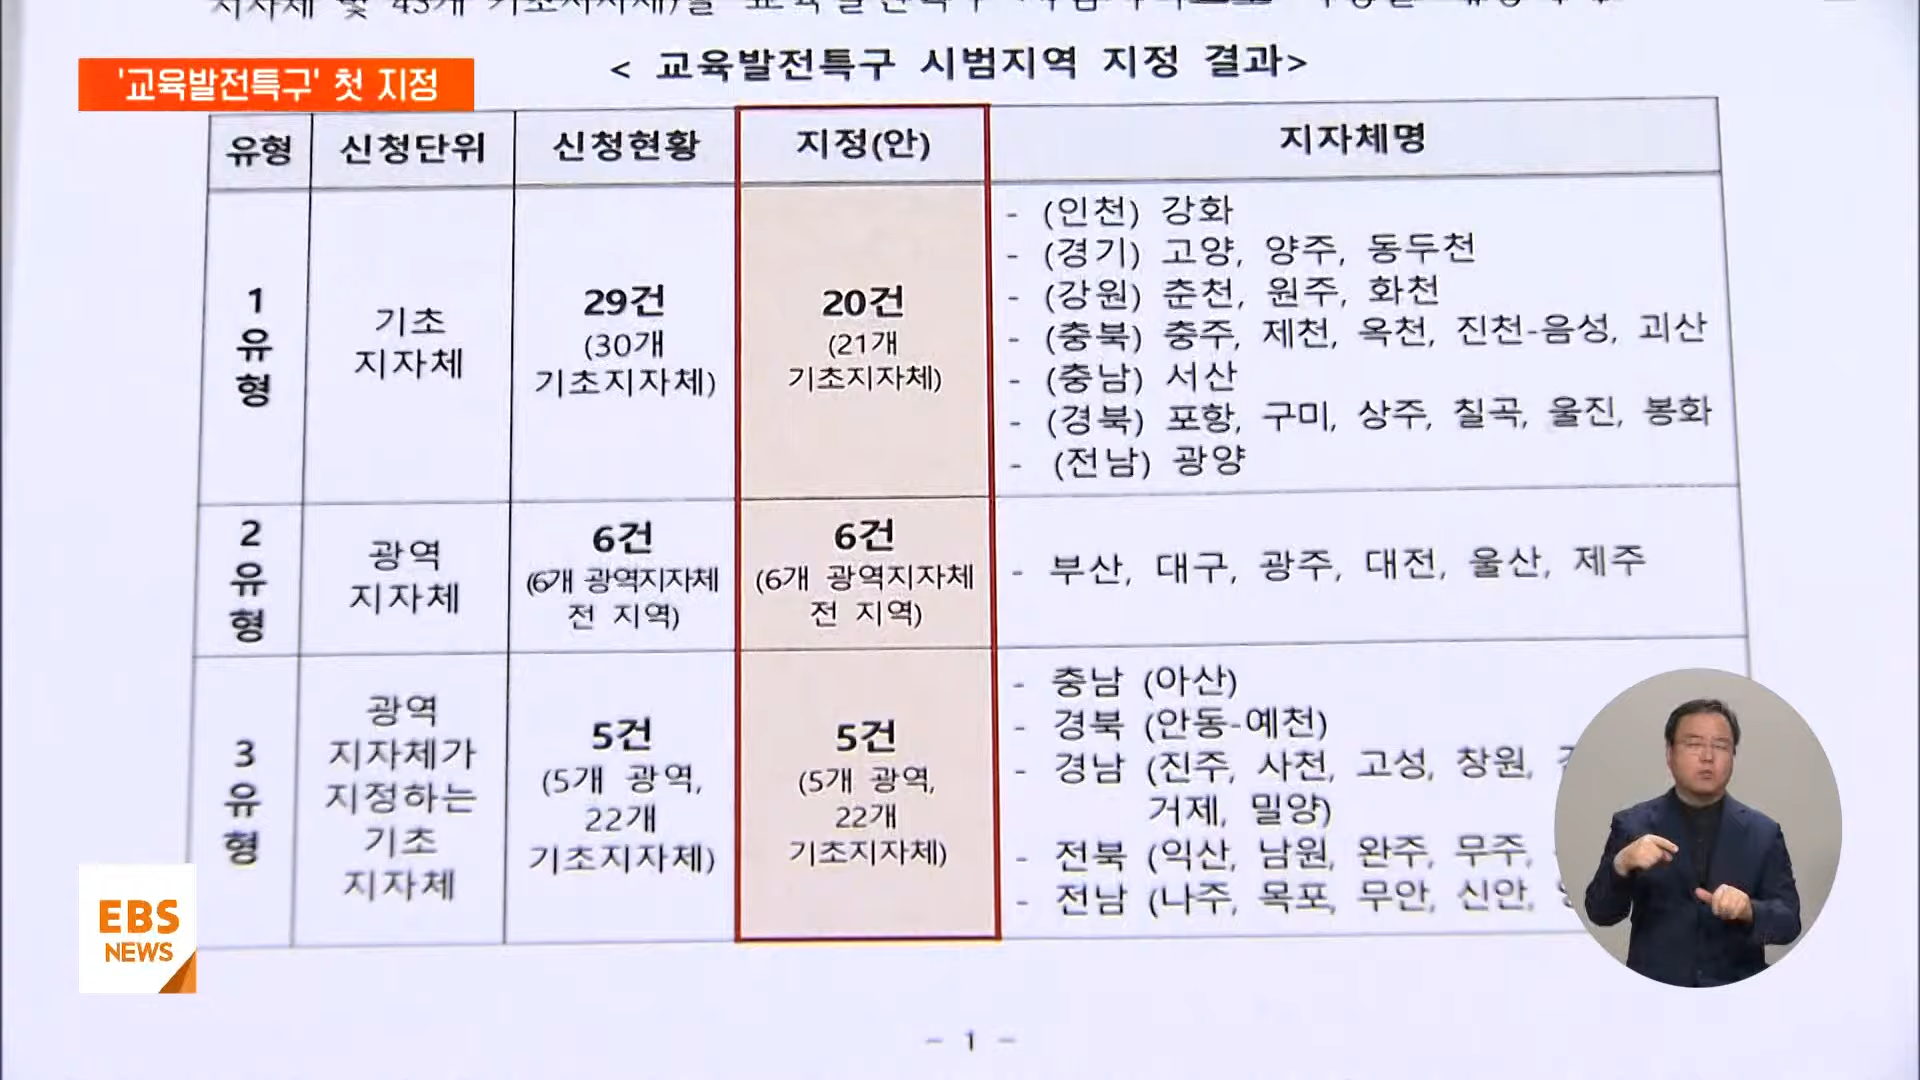 '교육발전특구' 첫 지정
< 교육발전특구 시범지역 지정 결과>
유형 신청단위 신청현황 지정(안) 지자체명
1
유
형
기초
지자체
29건
(30개
기초지자체)
20건
(21개
기초지자체)
- (인천) 강화
- (경기) 고양, 양주, 동두천
- (강원) 춘천, 원주, 화천
- (충북) 충주, 제천, 옥천, 진천-음성, 괴산
- (충남) 서산
- (경북) 포항, 구미, 상주, 칠곡, 울진, 봉화
- (전남) 광양
2
유
형
광역
지자체
6건
(6개 광역지자체
전 지역)
6건
(6개 광역지자체
전 지역)
- 부산, 대구, 광주, 대전, 울산, 제주
3
유
형
광역
지자체가
지정하는
기초
지자체
5건
(5개 광역,
22개
기초지자체)
5건
(5개 광역,
22개
기초지자체)
- 충남 (아산)
- 경북 (안동-예천)
- 경남 (진주, 사천, 고성, 창원,
거제, 밀양)
- 전북 (익산, 남원, 완주, 무주,
- 전남 (나주, 목포, 무안, 신안,
EBS
NEWS
- 1 -